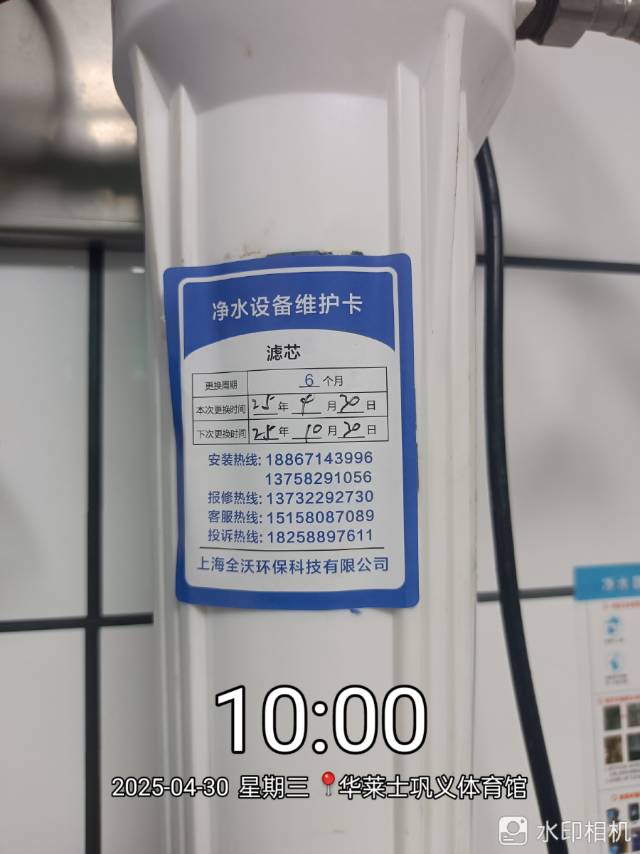 净水设备维护卡
滤芯
更换周期 6 个月
本次更换时间 25 年 4 月 30 日
下次更换时间 25 年 10 月 30 日
安装热线: 18867143996
13758291056
报修热线: 13732292730
客服热线: 15158087089
投诉热线: 18258897611
上海全沃环保科技有限公司
净水
10:00
2025-04-30 星期三 华莱士巩义体育馆
水印相机